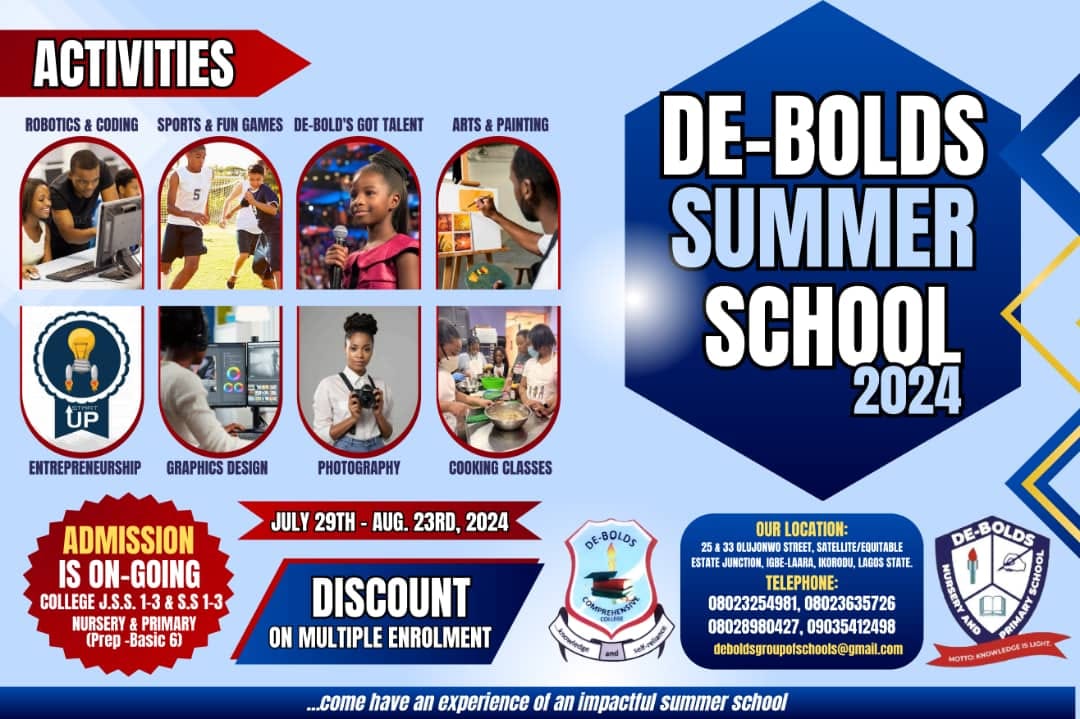 ACTIVITIES
ROBOTICS & CODING
SPORTS & FUN GAMES
DE-BOLD'S GOT TALENT
ARTS & PAINTING
5
START
UP
ENTREPRENEURSHIP
GRAPHICS DESIGN
PHOTOGRAPHY
COOKING CLASSES
DE-BOLDS
SUMMER
SCHOOL
2024
ADMISSION
IS ON-GOING
COLLEGE J.S.S. 1-3 & S.S 1-3
NURSERY & PRIMARY
(Prep -Basic 6)
JULY 29TH - AUG. 23RD, 2024
DISCOUNT
ON MULTIPLE ENROLMENT
DE-BOLDS
COMPREHENSIVE
COLLEGE
knowledge and self-reliance
OUR LOCATION:
25 & 33 OLUJONWO STREET, SATELLITE/EQUITABLE
ESTATE JUNCTION, IGBE-LAARA, IKORODU, LAGOS STATE.
TELEPHONE:
08023254981, 08023635726
08028980427, 09035412498
deboldsgroupofschools@gmail.com
DE-BOLDS
NURSERY AND
PRIMARY SCHOOL
MOTTO: KNOWLEDGE IS LIGHT.
...come have an experience of an impactful summer school